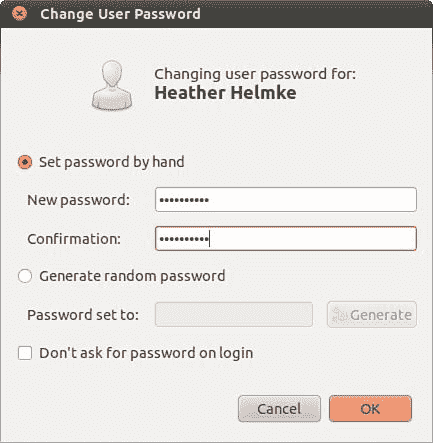 Change User Password
Changing user password for:
Heather Helmke
Set password by hand
New password: ••••••••••
Confirmation: ••••••••••
Generate random password
Password set to:
Generate
Don't ask for password on login
Cancel
OK